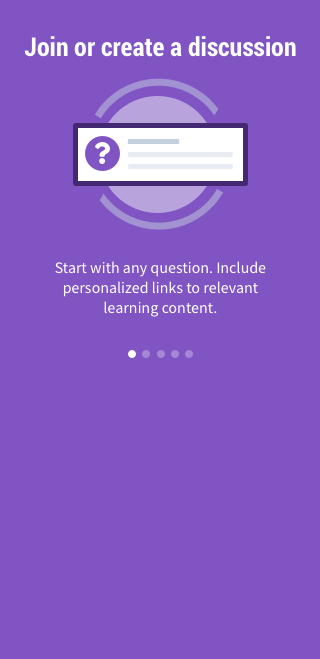 Join or create a discussion
?
Start with any question. Include
personalized links to relevant
learning content.